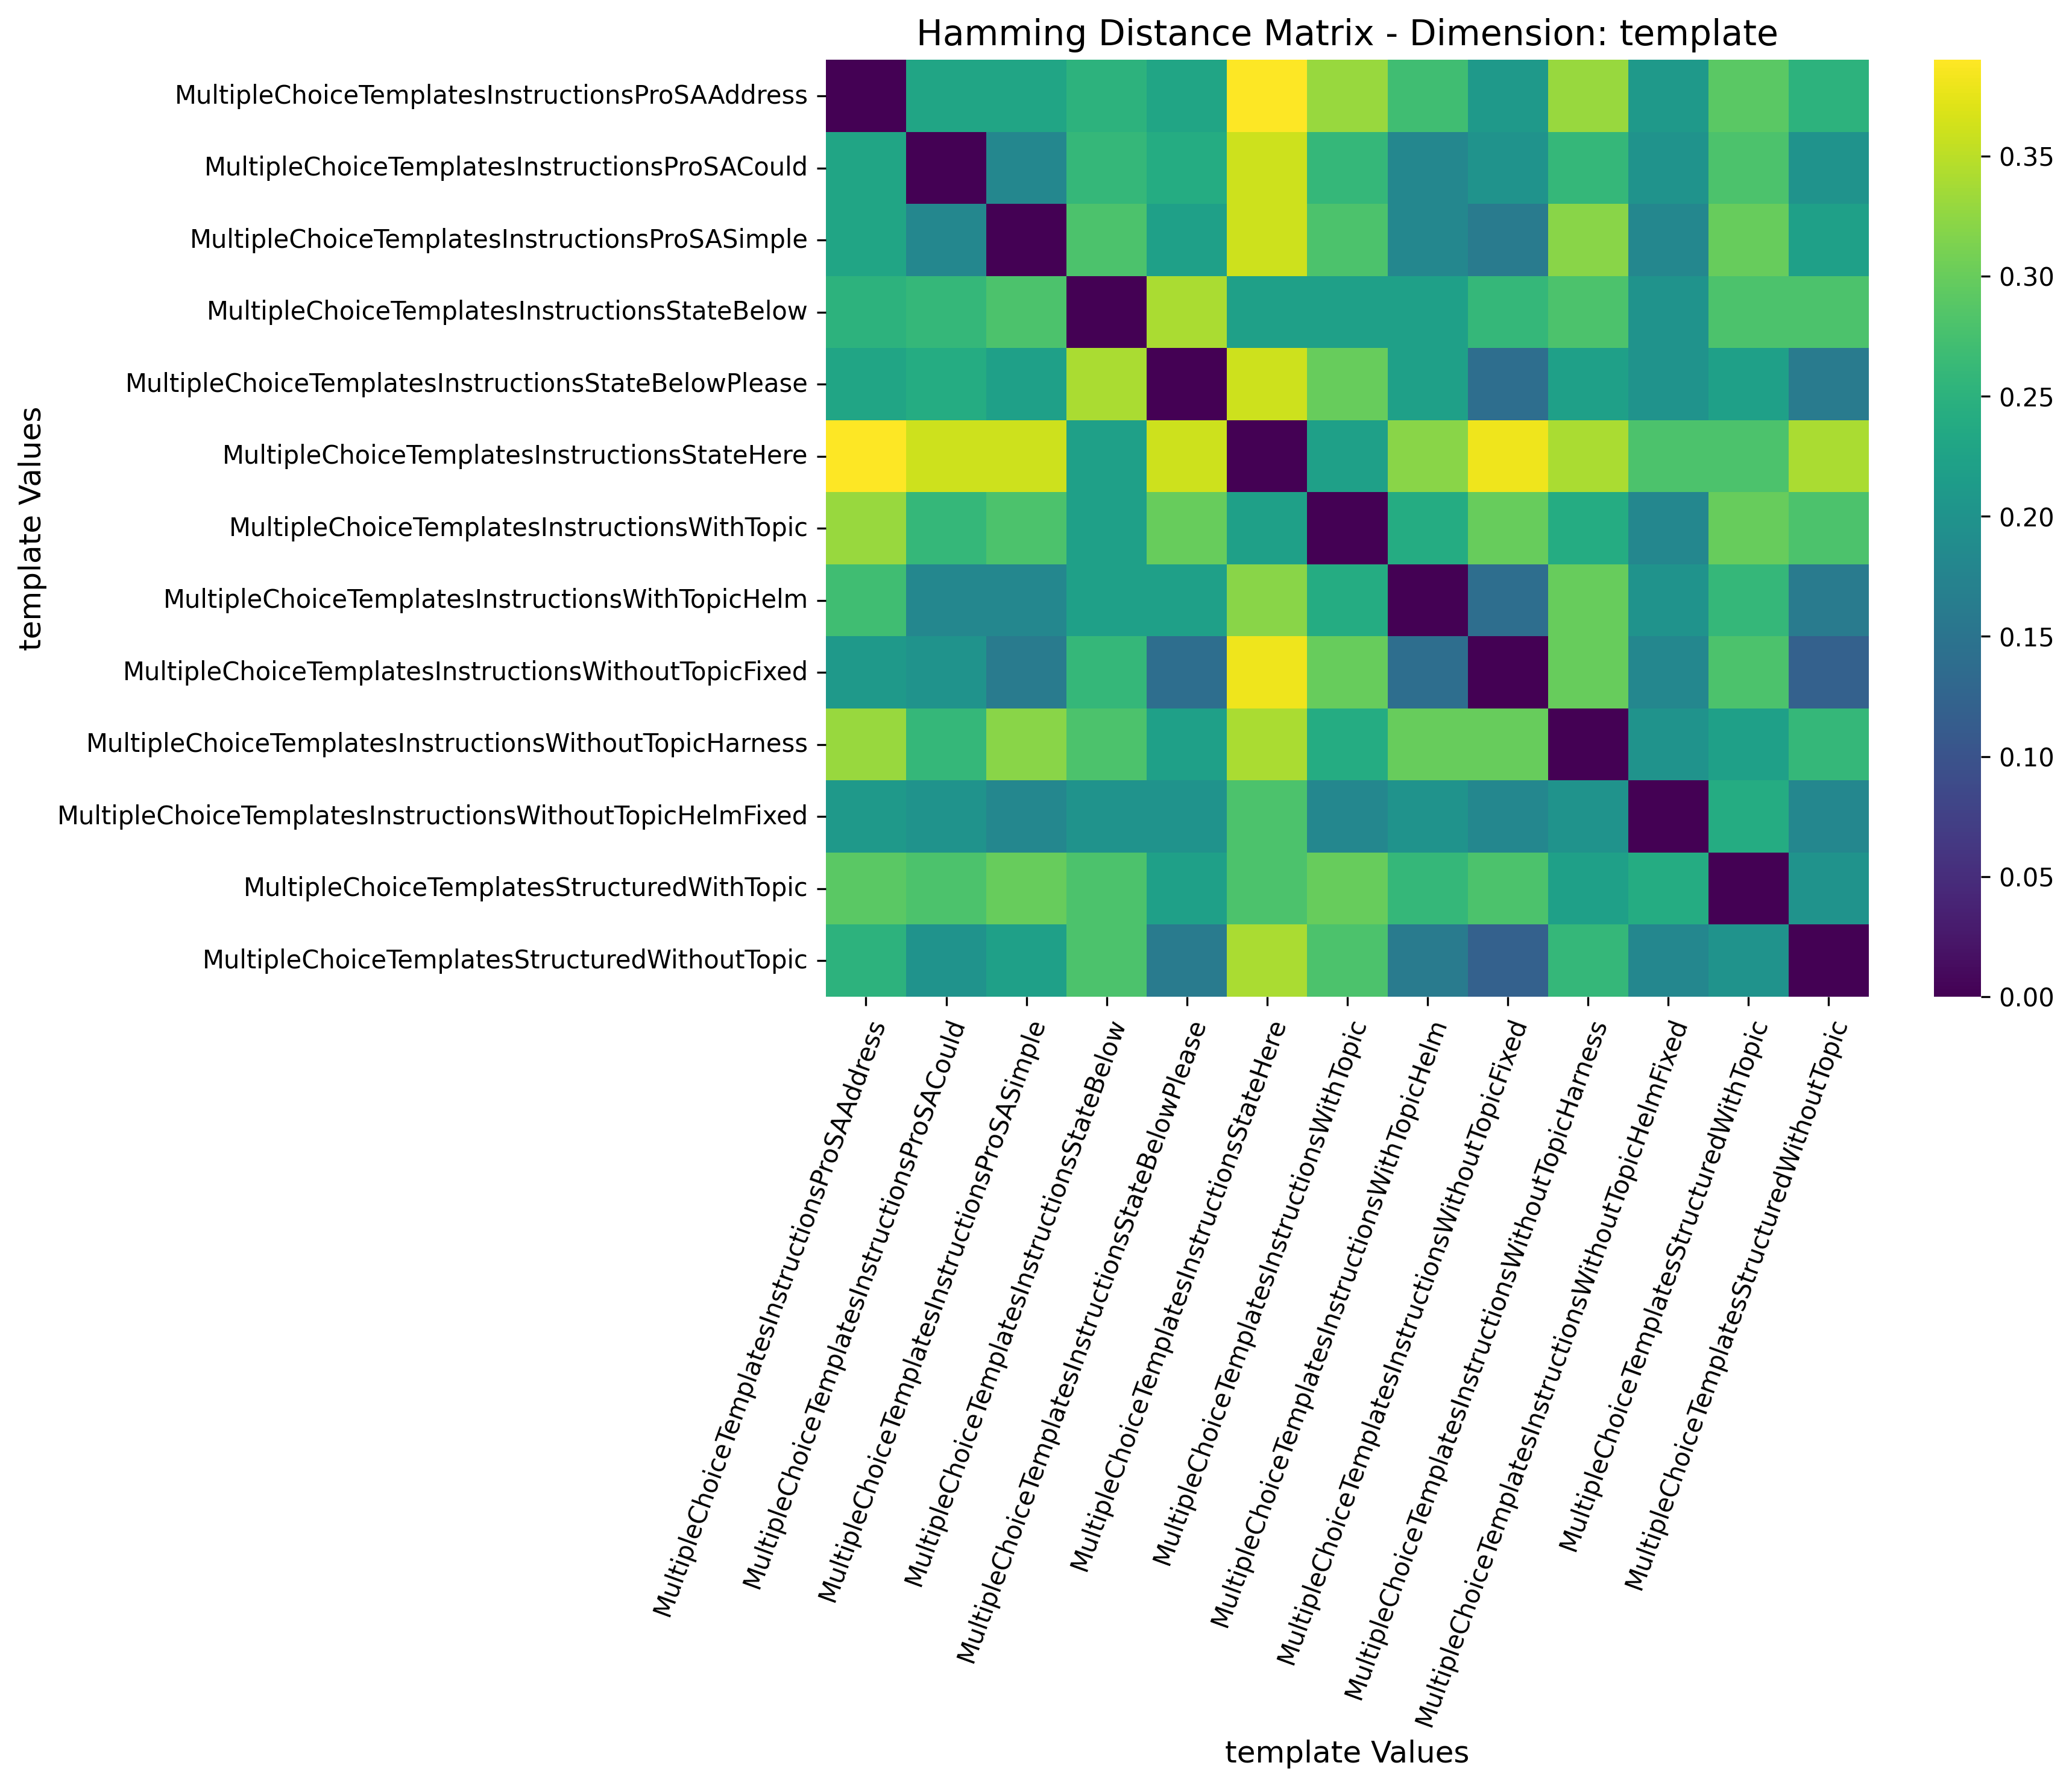 Hamming Distance Matrix - Dimension: template
template Values
MultipleChoiceTemplatesInstructionsProSAAddress
MultipleChoiceTemplatesInstructionsProSACould
MultipleChoiceTemplatesInstructionsProSASimple
MultipleChoiceTemplatesInstructionsStateBelow
MultipleChoiceTemplatesInstructionsStateBelowPlease
MultipleChoiceTemplatesInstructionsStateHere
MultipleChoiceTemplatesInstructionsWithTopic
MultipleChoiceTemplatesInstructionsWithTopicHelm
MultipleChoiceTemplatesInstructionsWithoutTopicFixed
MultipleChoiceTemplatesInstructionsWithoutTopicHarness
MultipleChoiceTemplatesInstructionsWithoutTopicHelmFixed
MultipleChoiceTemplatesStructuredWithTopic
MultipleChoiceTemplatesStructuredWithoutTopic
0.35
0.30
0.25
0.20
0.15
0.10
0.05
0.00
MultipleChoiceTemplatesInstructionsProSAAddress
MultipleChoiceTemplatesInstructionsProSACould
MultipleChoiceTemplatesInstructionsProSASimple
MultipleChoiceTemplatesInstructionsStateBelow
MultipleChoiceTemplatesInstructionsStateBelowPlease
MultipleChoiceTemplatesInstructionsStateHere
MultipleChoiceTemplatesInstructionsWithTopic
MultipleChoiceTemplatesInstructionsWithTopicHelm
MultipleChoiceTemplatesInstructionsWithoutTopicFixed
MultipleChoiceTemplatesInstructionsWithoutTopicHarness
MultipleChoiceTemplatesInstructionsWithoutTopicHelmFixed
MultipleChoiceTemplatesStructuredWithTopic
MultipleChoiceTemplatesStructuredWithoutTopic
template Values